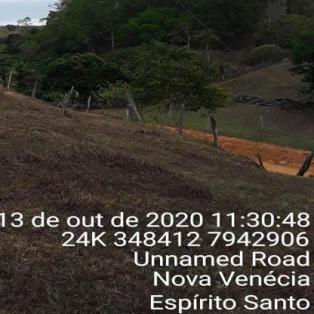 13 de out de 2020 11:30:48
24K 348412 7942906
Unnamed Road
Nova Venécia
Espírito Santo